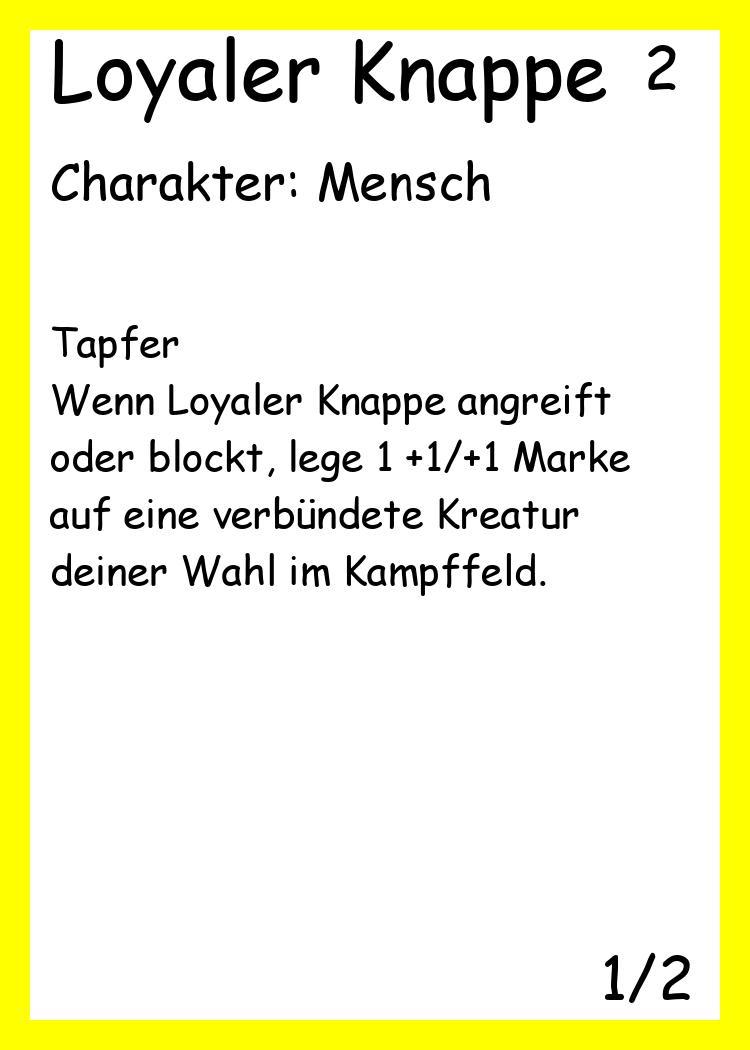 Loyaler Knappe 2
Charakter: Mensch
Tapfer
Wenn Loyaler Knappe angreift
oder blockt, lege 1 +1/+1 Marke
auf eine verbündete Kreatur
deiner Wahl im Kampffeld.
1/2